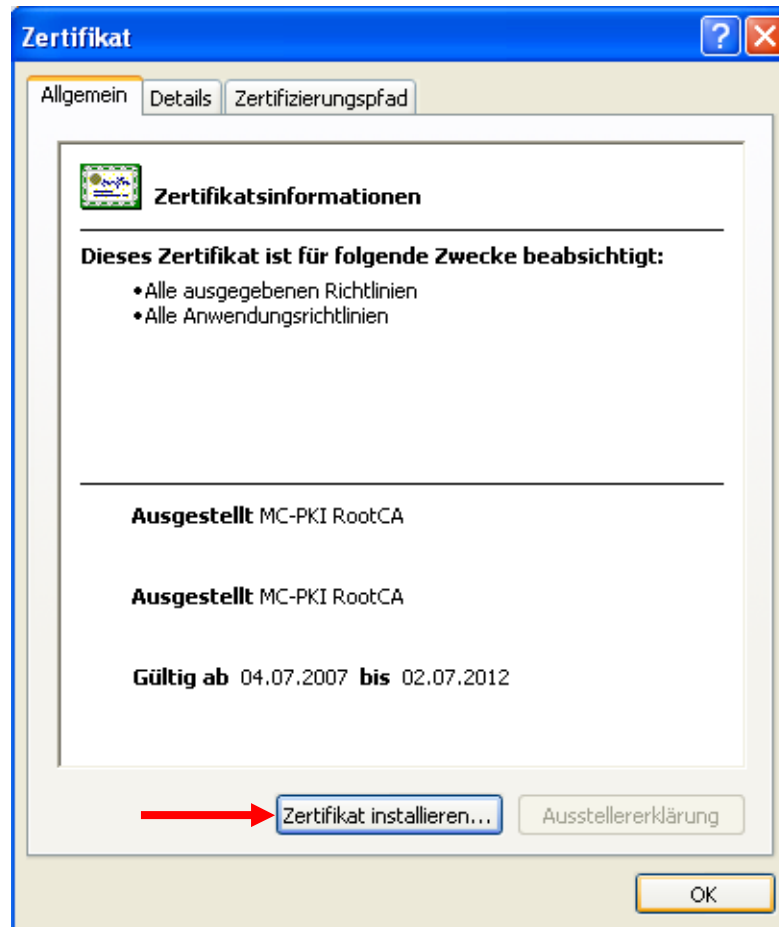 Zertifikat
Allgemein Details Zertifizierungspfad
Zertifikatsinformationen
Dieses Zertifikat ist für folgende Zwecke beabsichtigt:
•Alle ausgegebenen Richtlinien
•Alle Anwendungsrichtlinien
Ausgestellt MC-PKI RootCA
Ausgestellt MC-PKI RootCA
Gültig ab 04.07.2007 bis 02.07.2012
Zertifikat installieren... Ausstellererklärung
OK